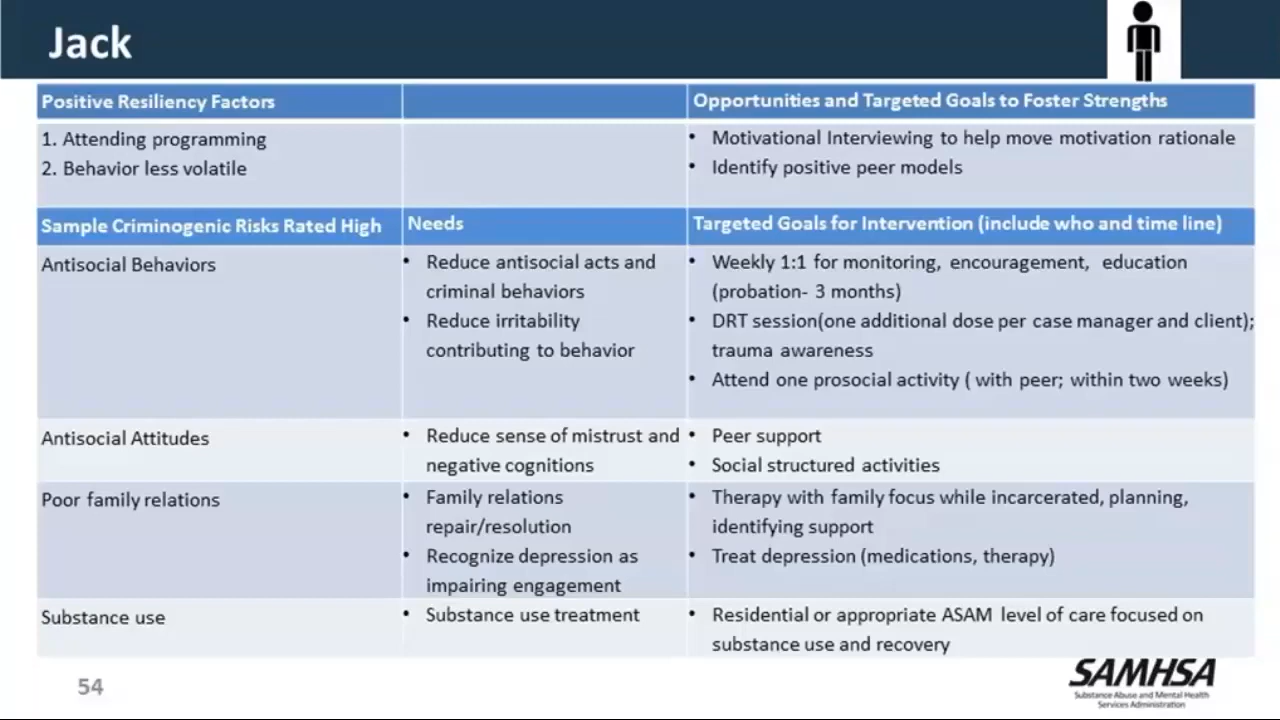 Jack
Positive Resiliency Factors
Opportunities and Targeted Goals to Foster Strengths
1. Attending programming
2. Behavior less volatile
• Motivational Interviewing to help move motivation rationale
• Identify positive peer models
Sample Criminogenic Risks Rated High
Needs
Targeted Goals for Intervention (include who and time line)
Antisocial Behaviors
• Reduce antisocial acts and
criminal behaviors
• Reduce irritability
contributing to behavior
• Weekly 1:1 for monitoring, encouragement, education
(probation- 3 months)
• DRT session(one additional dose per case manager and client);
trauma awareness
• Attend one prosocial activity ( with peer; within two weeks)
Antisocial Attitudes
• Reduce sense of mistrust and
negative cognitions
• Peer support
• Social structured activities
Poor family relations
• Family relations
repair/resolution
• Recognize depression as
impairing engagement
• Therapy with family focus while incarcerated, planning,
identifying support
• Treat depression (medications, therapy)
Substance use
• Substance use treatment
• Residential or appropriate ASAM level of care focused on
substance use and recovery
54
SAMHSA
Substance Abuse and Mental Health
Services Administration